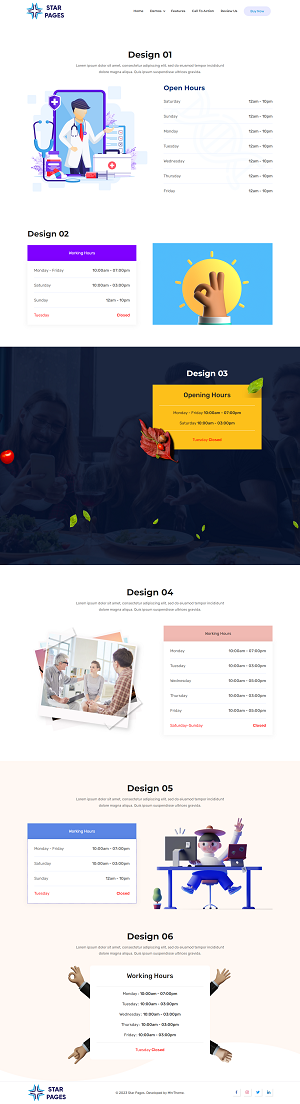 STAR
PAGES
Home Demos Features Call To Action Review Us Buy Now
Design 01
Lorem ipsum dolor sit amet, consectetur adipiscing elit, sed do eiusmod tempor incididunt
dolore magna aliqua. Quis ipsum suspendisse ultrices gravida.
Open Hours
Saturday 12am - 10pm
Sunday 12am - 10pm
Monday 12am - 10pm
Tuesday 12am - 10pm
Wednesday 12am - 10pm
Thursday 12am - 10pm
Friday 12am - 10pm
Design 02
Working Hours
Monday - Friday 10:00am - 07:00pm
Saturday 10:00am - 03:00pm
Sunday 12am - 10pm
Tuesday Closed
Design 03
Opening Hours
Monday - Friday 10:00am - 07:00pm
Saturday 10:00am - 03:00pm
Tuesday Closed
Design 04
Lorem ipsum dolor sit amet, consectetur adipiscing elit, sed do eiusmod tempor incididunt
dolore magna aliqua. Quis ipsum suspendisse ultrices gravida.
Working Hours
Monday 10:00am - 07:00pm
Tuesday 10:00am - 03:00pm
Wednesday 10:00am - 05:00pm
Thursday 10:00am - 03:00pm
Friday 10:00am - 05:00pm
Saturday-Sunday Closed
Design 05
Lorem ipsum dolor sit amet, consectetur adipiscing elit, sed do eiusmod tempor incididunt
dolore magna aliqua. Quis ipsum suspendisse ultrices gravida.
Working Hours
Monday - Friday 10:00am - 07:00pm
Saturday 10:00am - 03:00pm
Sunday 12am - 10pm
Tuesday Closed
Design 06
Lorem ipsum dolor sit amet, consectetur adipiscing elit, sed do eiusmod tempor incididunt
dolore magna aliqua. Quis ipsum suspendisse ultrices gravida.
Working Hours
Monday : 10:00am - 07:00pm
Tuesday : 10:00am - 03:00pm
Wednesday : 10:00am - 03:00pm
Thursday : 10:00am - 03:00pm
Friday : 10:00am - 03:00pm
Tuesday Closed
STAR
PAGES
© 2023 Star Pages. Developed by HM Theme